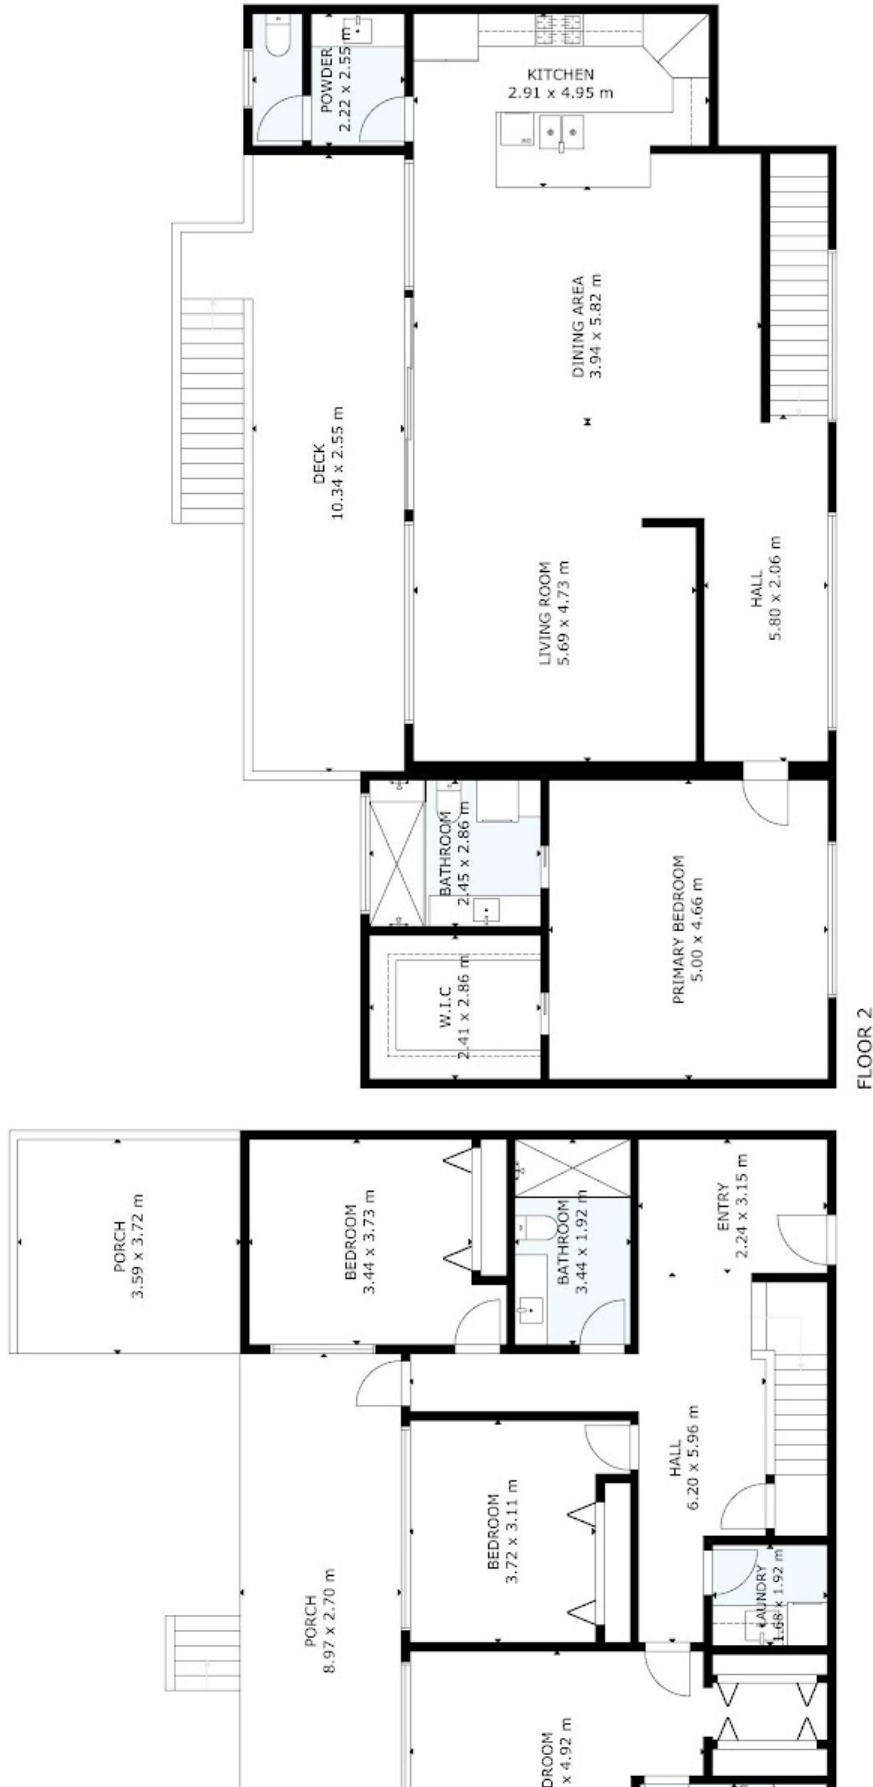 POWDER
2.22 x 2.55 m
KITCHEN
2.91 x 4.95 m
DINING AREA
3.94 x 5.82 m
DECK
10.34 x 2.55 m
LIVING ROOM
5.69 x 4.73 m
HALL
5.80 x 2.06 m
BATHROOM
2.45 x 2.86 m
W.I.C
2.41 x 2.86 m
PRIMARY BEDROOM
5.00 x 4.66 m
FLOOR 2
PORCH
3.59 x 3.72 m
BEDROOM
3.44 x 3.73 m
BATHROOM
3.44 x 1.92 m
ENTRY
2.24 x 3.15 m
HALL
6.20 x 5.96 m
BEDROOM
3.72 x 3.11 m
PORCH
8.97 x 2.70 m
LAUNDRY
1.68 x 1.92 m
DROOM
x 4.92 m